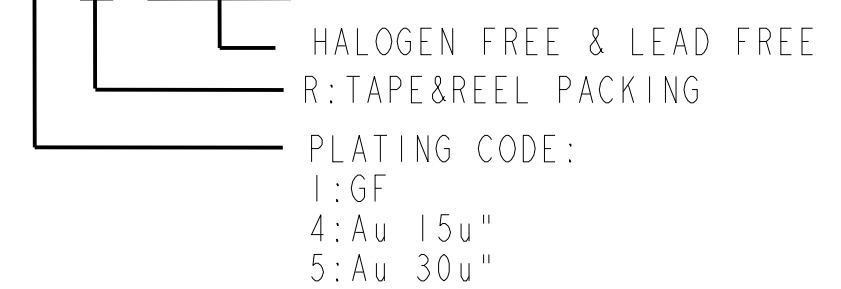 HALOGEN FREE & LEAD FREE
R:TAPE&REEL PACKING
PLATING CODE:
1:GF
4:Au 15u"
5:Au 30u"